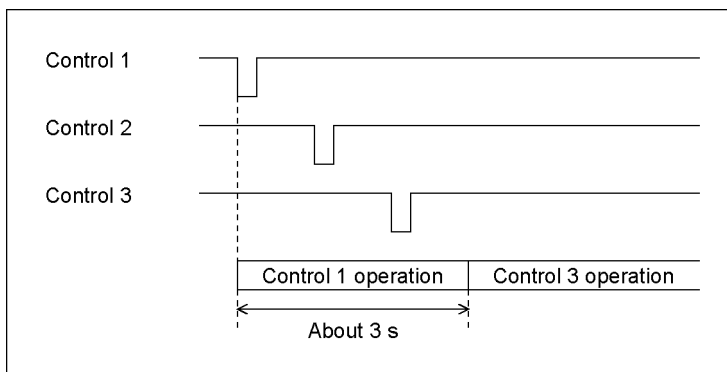 Control 1
Control 2
Control 3
Control 1 operation
Control 3 operation
About 3 s